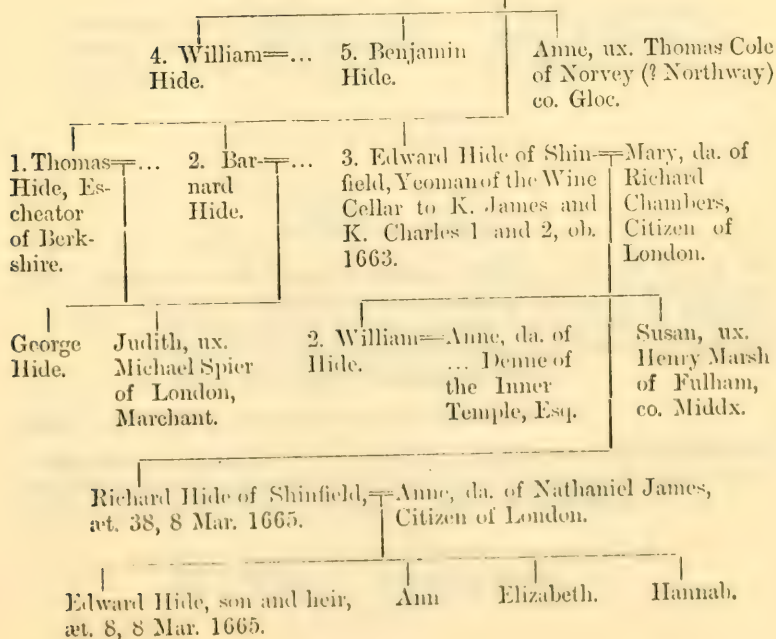 4. William=...
Hide.
5. Benjamin
Hide.
Anne, ux. Thomas Cole
of Norvey (? Northway)
co. Gloc.
1. Thomas=...
Hide, Es-
cheator
of Berk-
shire.
2. Bar-=...
nard
Hide.
3. Edward Hide of Shin-=Mary, da. of
field, Yeoman of the Wine
Cellar to K. James and
K. Charles 1 and 2, ob.
1663.
Richard
Chambers,
Citizen of
London.
George
Hide.
Judith, ux.
Michael Spier
of London,
Marchant.
2. William=Anne, da. of
Hide.
... Denne of
the Inner
Temple, Esq.
Susan, ux.
Henry Marsh
of Fulham,
co. Middx.
Richard Hide of Shinfield,=Anne, da. of Nathaniel James,
æt. 38, 8 Mar. 1665.
Citizen of London.
Edward Hide, son and heir,
æt. 8, 8 Mar. 1665.
Ann
Elizabeth.
Hannah.